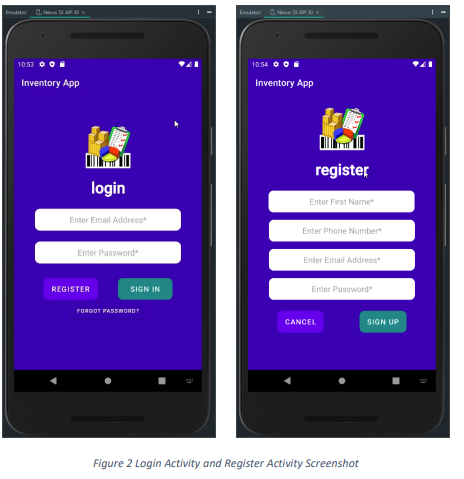 Emulator: Nexus 5X API 30 ×
10:53
Inventory App
login
Enter Email Address*
Enter Password*
REGISTER SIGN IN
FORGOT PASSWORD?
Emulator: Nexus 5X API 30 ×
10:54
Inventory App
register
Enter First Name*
Enter Phone Number*
Enter Email Address*
Enter Password*
CANCEL SIGN UP
Figure 2 Login Activity and Register Activity Screenshot